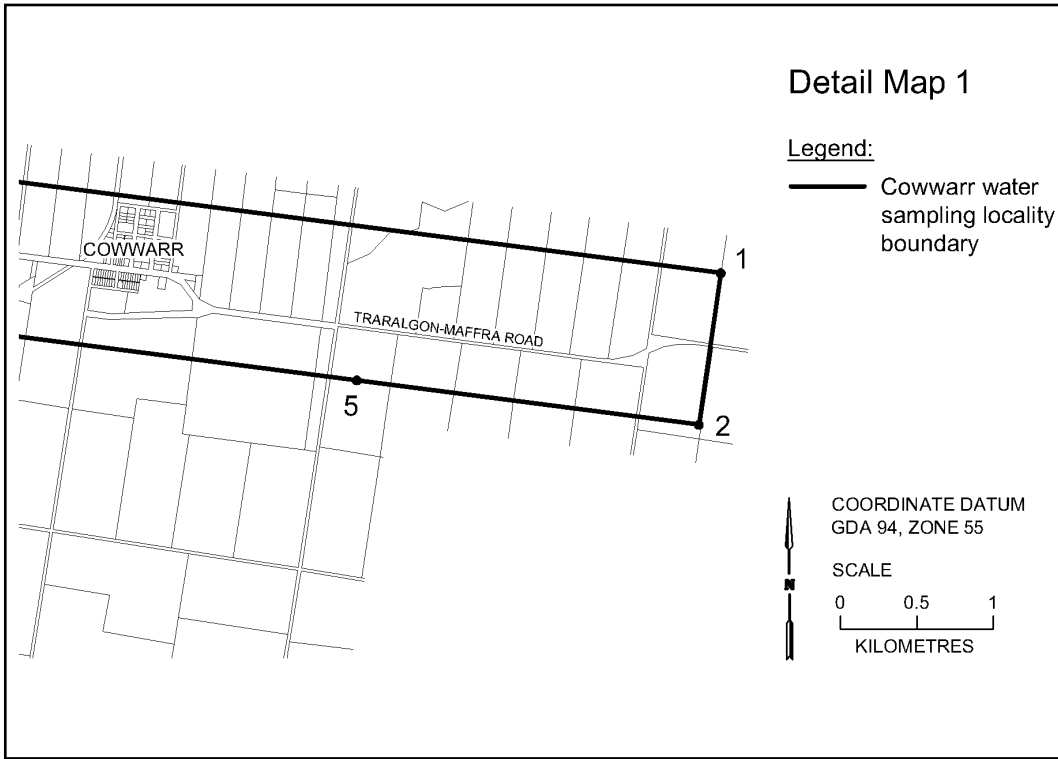 Detail Map 1
Legend:
Cowwarr water
sampling locality
boundary
COWWARR
TRARALGON-MAFFRA ROAD
1
2
5
COORDINATE DATUM
GDA 94, ZONE 55
SCALE
0 0.5 1
KILOMETRES
N